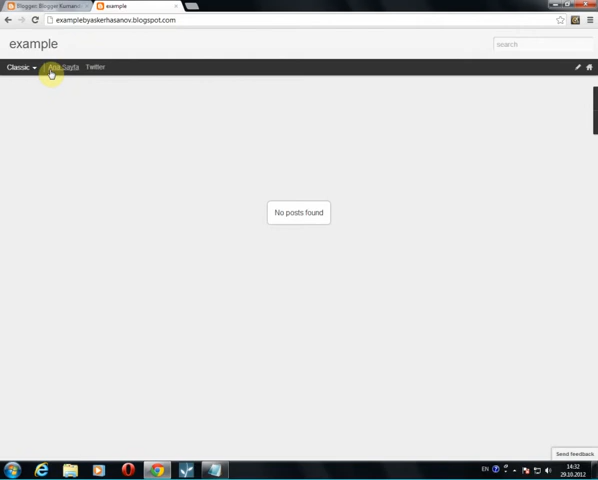 Blogger: Blogger Kumanda
example
examplebyaskerhasanov.blogspot.com
example
search
Classic
Ana Sayfa
Twitter
No posts found
Send feedback
EN
14:32
29.10.2012